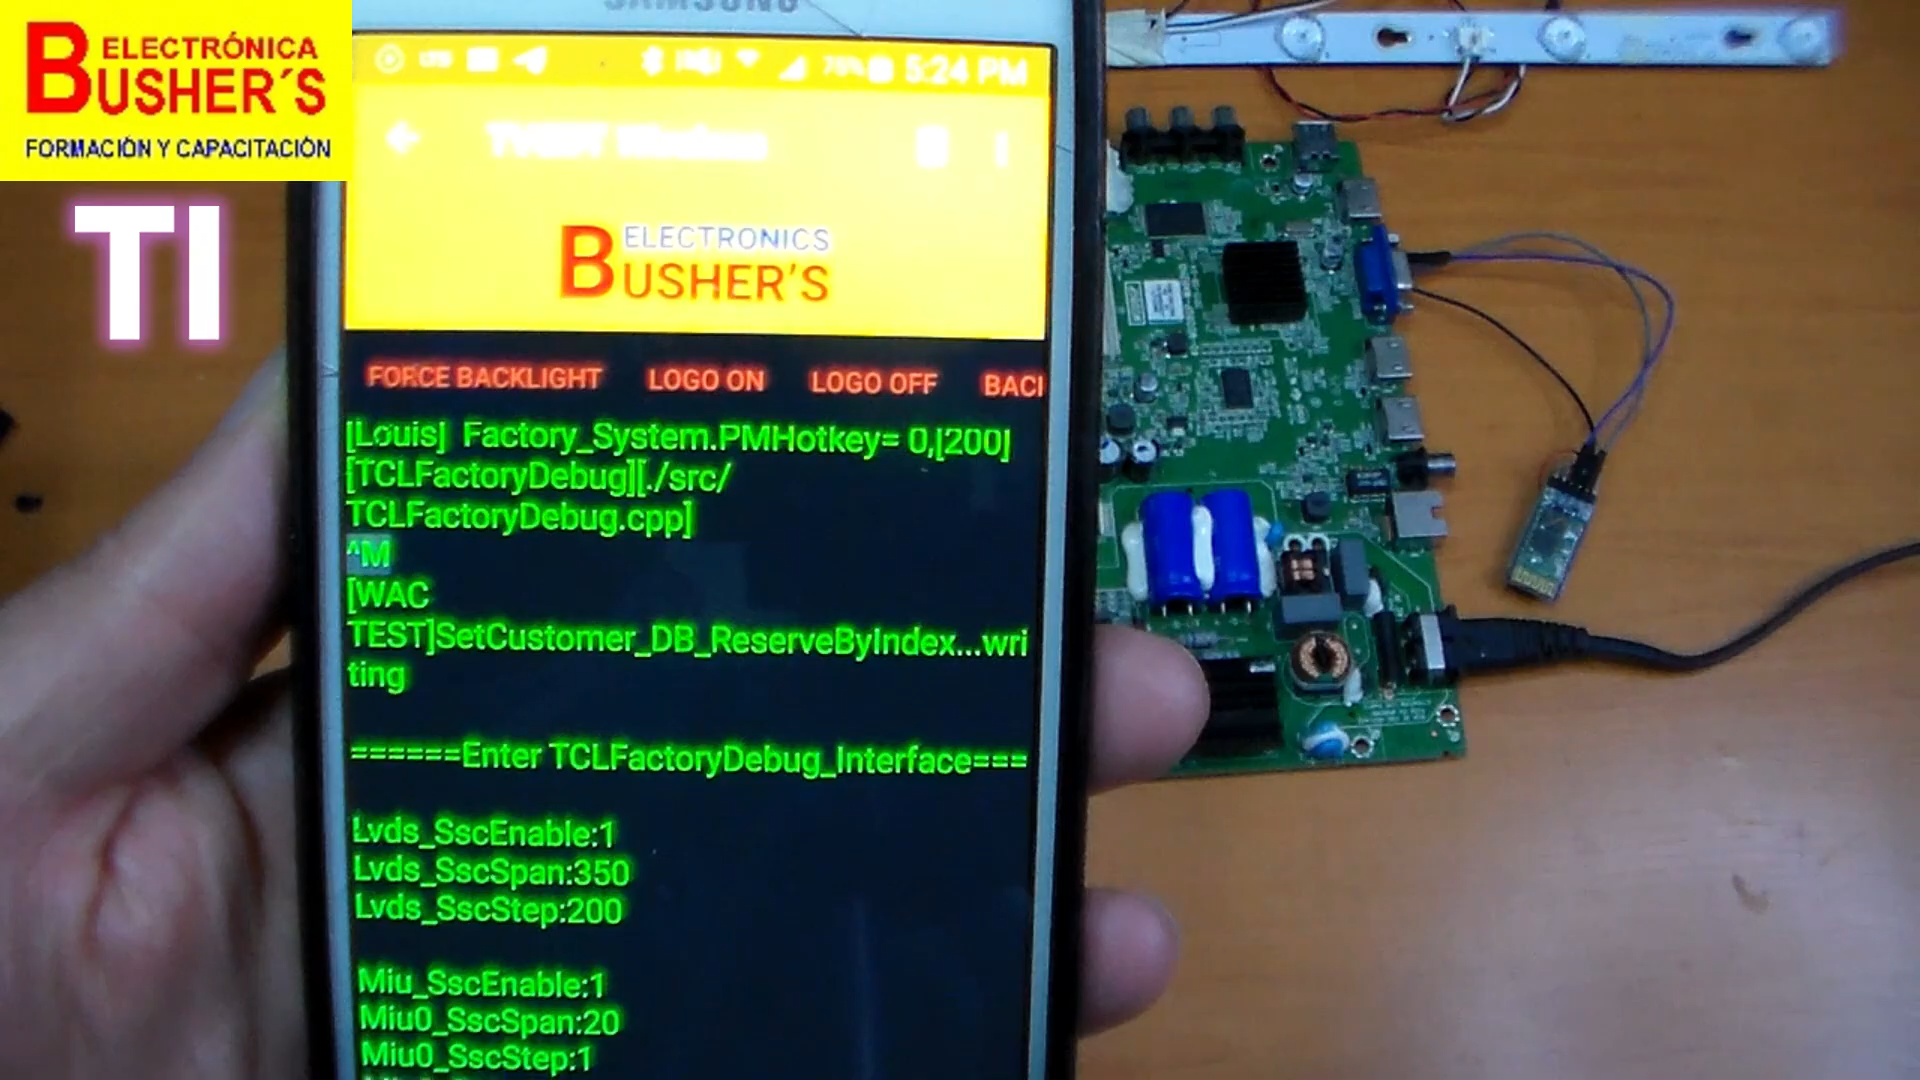 ELECTRÓNICA
BUSHER´S
FORMACIÓN Y CAPACITACIÓN
TI
SAMSUNG
5:24 PM
ELECTRONICS
BUSHER'S
FORCE BACKLIGHT LOGO ON LOGO OFF BACI
[Louis] Factory_System.PMHotkey= 0,[200]
[TCLFactoryDebug][./src/
TCLFactoryDebug.cpp]
^M
[WAC
TEST]SetCustomer_DB_ReserveByIndex...wri
ting
======Enter TCLFactoryDebug_Interface===
Lvds_SscEnable:1
Lvds_SscSpan:350
Lvds_SscStep:200
Miu_SscEnable:1
Miu0_SscSpan:20
Miu0_SscStep:1